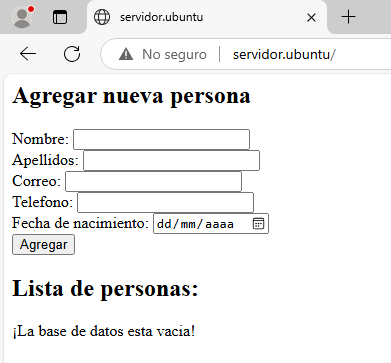 servidor.ubuntu
No seguro servidor.ubuntu/
Agregar nueva persona
Nombre:
Apellidos:
Correo:
Telefono:
Fecha de nacimiento: dd/mm/aaaa
Agregar
Lista de personas:
¡La base de datos esta vacia!